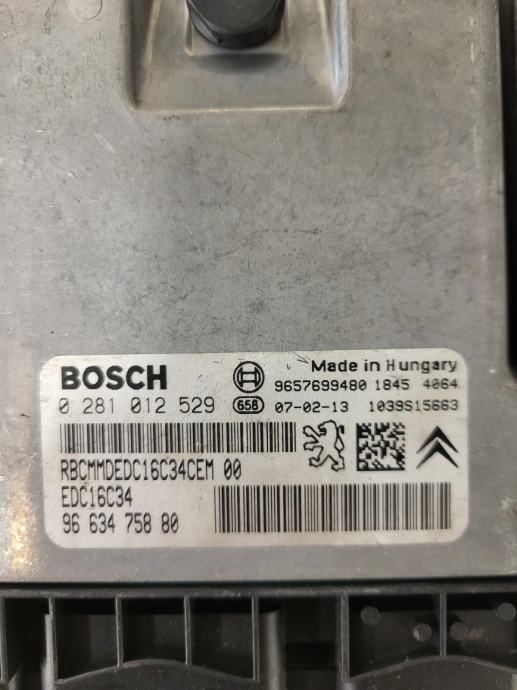 Made in Hungary
BOSCH
9657699480 1845 4064
0 281 012 529 658 07-02-13 1039S15663
RBCMMDEDC16C34CEM 00
EDC16C34
96 634 758 80